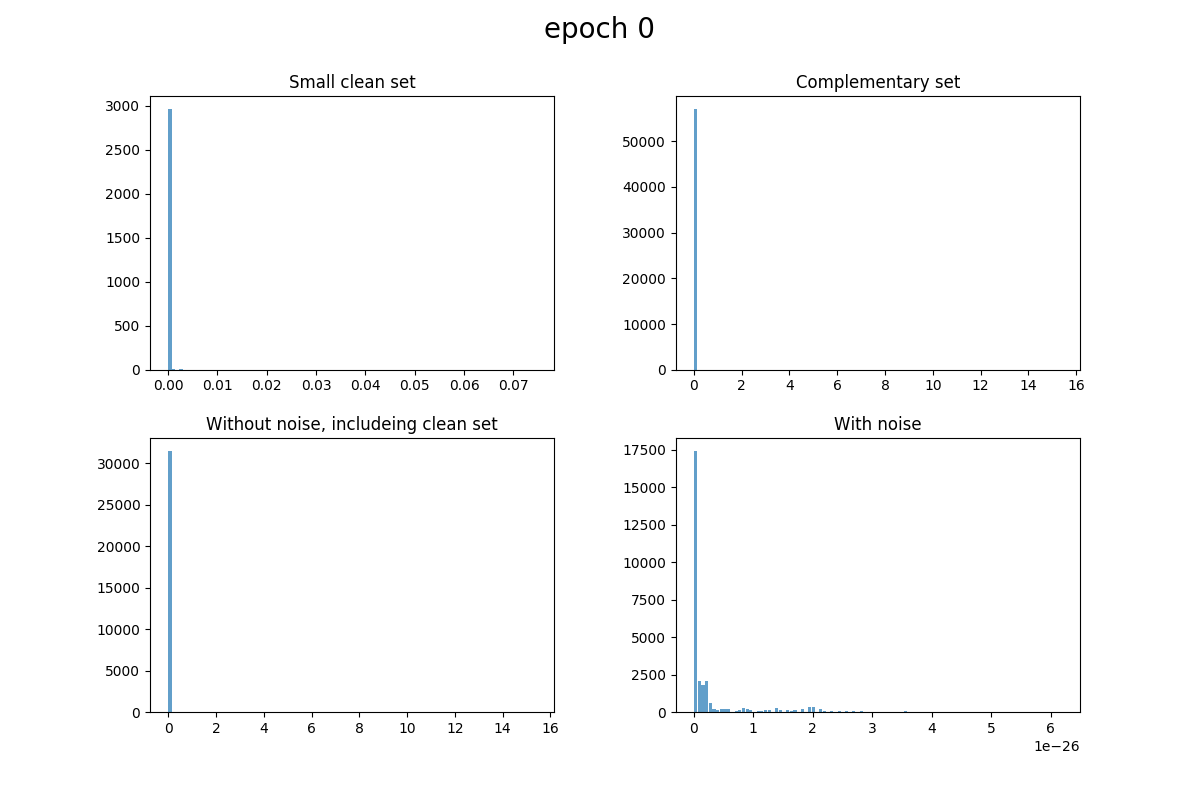 epoch 0
Small clean set
3000
2500
2000
1500
1000
500
0
0.00 0.01 0.02 0.03 0.04 0.05 0.06 0.07
Complementary set
50000
40000
30000
20000
10000
0
0 2 4 6 8 10 12 14 16
Without noise, includeing clean set
30000
25000
20000
15000
10000
5000
0
0 2 4 6 8 10 12 14 16
With noise
17500
15000
12500
10000
7500
5000
2500
0
0 1 2 3 4 5 6
1e−26